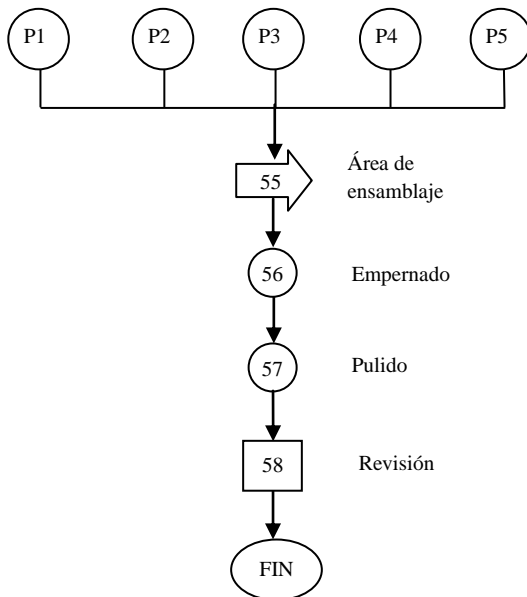 P1 P2 P3 P4 P5
55
Área de
ensamblaje
56 Empernado
57 Pulido
58 Revisión
FIN